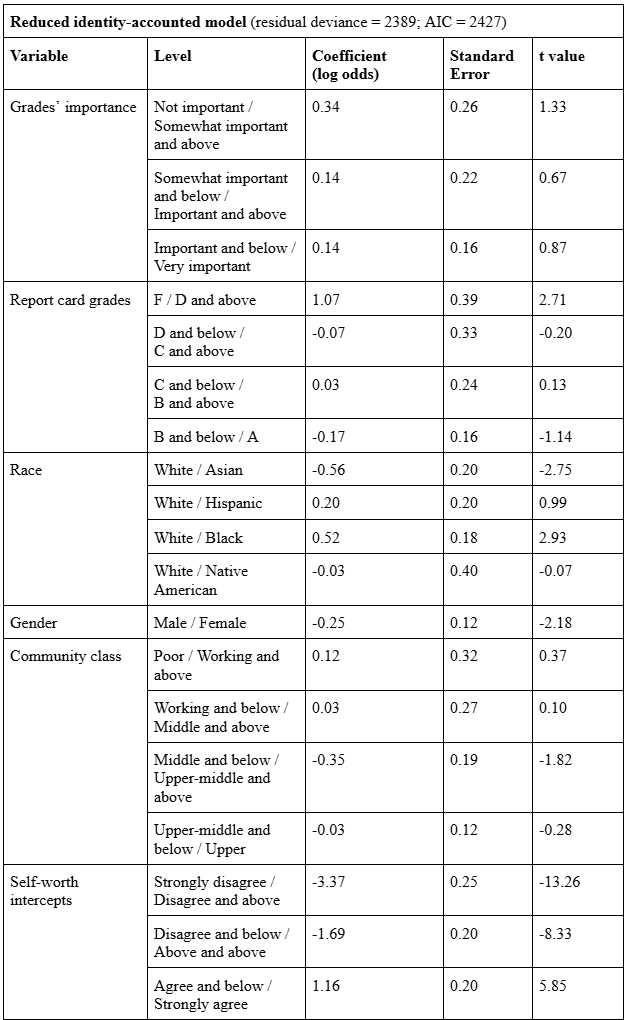 Reduced identity-accounted model (residual deviance = 2389; AIC = 2427)
Variable Level Coefficient (log odds) Standard Error t value
Grades’ importance Not important / Somewhat important and above 0.34 0.26 1.33
Somewhat important and below / Important and above 0.14 0.22 0.67
Important and below / Very important 0.14 0.16 0.87
Report card grades F / D and above 1.07 0.39 2.71
D and below / C and above -0.07 0.33 -0.20
C and below / B and above 0.03 0.24 0.13
B and below / A -0.17 0.16 -1.14
Race White / Asian -0.56 0.20 -2.75
White / Hispanic 0.20 0.20 0.99
White / Black 0.52 0.18 2.93
White / Native American -0.03 0.40 -0.07
Gender Male / Female -0.25 0.12 -2.18
Community class Poor / Working and above 0.12 0.32 0.37
Working and below / Middle and above 0.03 0.27 0.10
Middle and below / Upper-middle and above -0.35 0.19 -1.82
Upper-middle and below / Upper -0.03 0.12 -0.28
Self-worth intercepts Strongly disagree / Disagree and above -3.37 0.25 -13.26
Disagree and below / Above and above -1.69 0.20 -8.33
Agree and below / Strongly agree 1.16 0.20 5.85